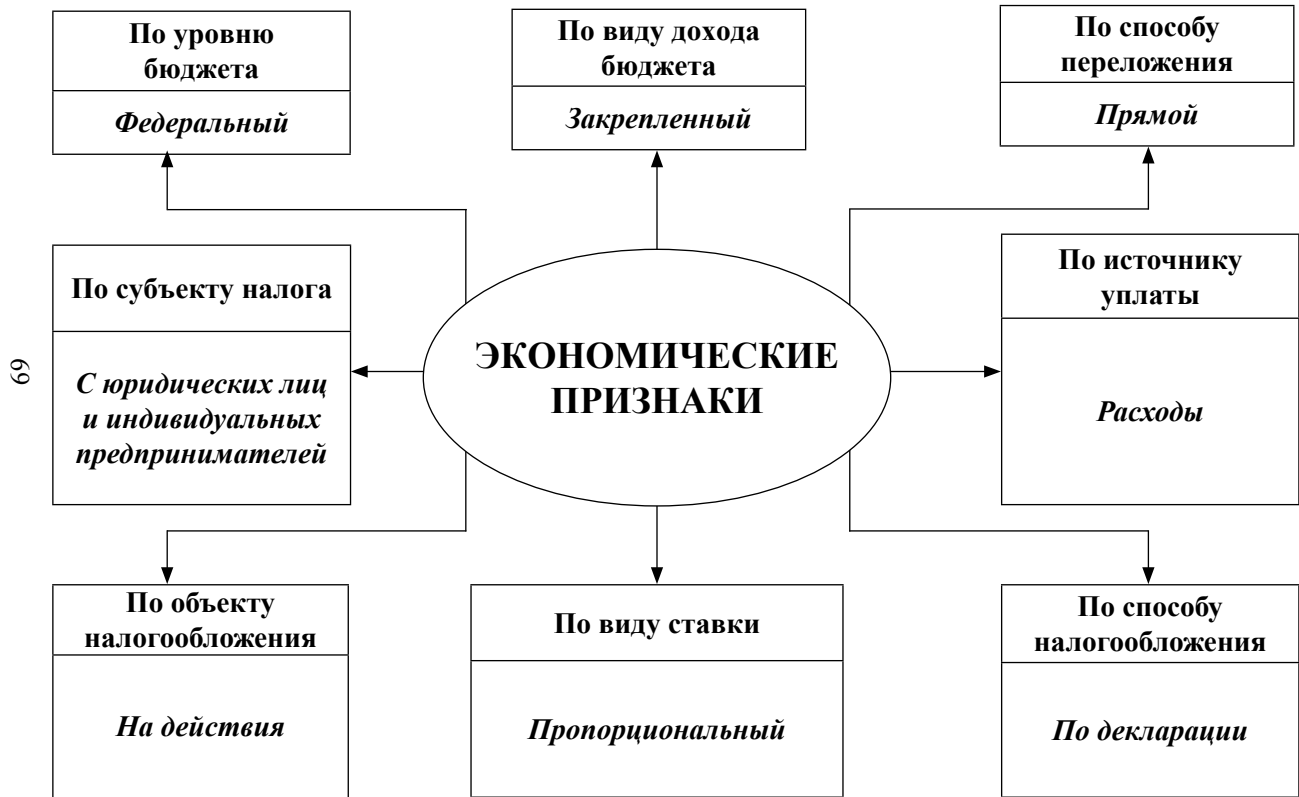 По уровню
бюджета
Федеральный
По виду дохода
бюджета
Закрепленный
По способу
переложения
Прямой
По субъекту налога
С юридических лиц
и индивидуальных
предпринимателей
ЭКОНОМИЧЕСКИЕ
ПРИЗНАКИ
По источнику
уплаты
Расходы
По объекту
налогообложения
На действия
По виду ставки
Пропорциональный
По способу
налогообложения
По декларации
69